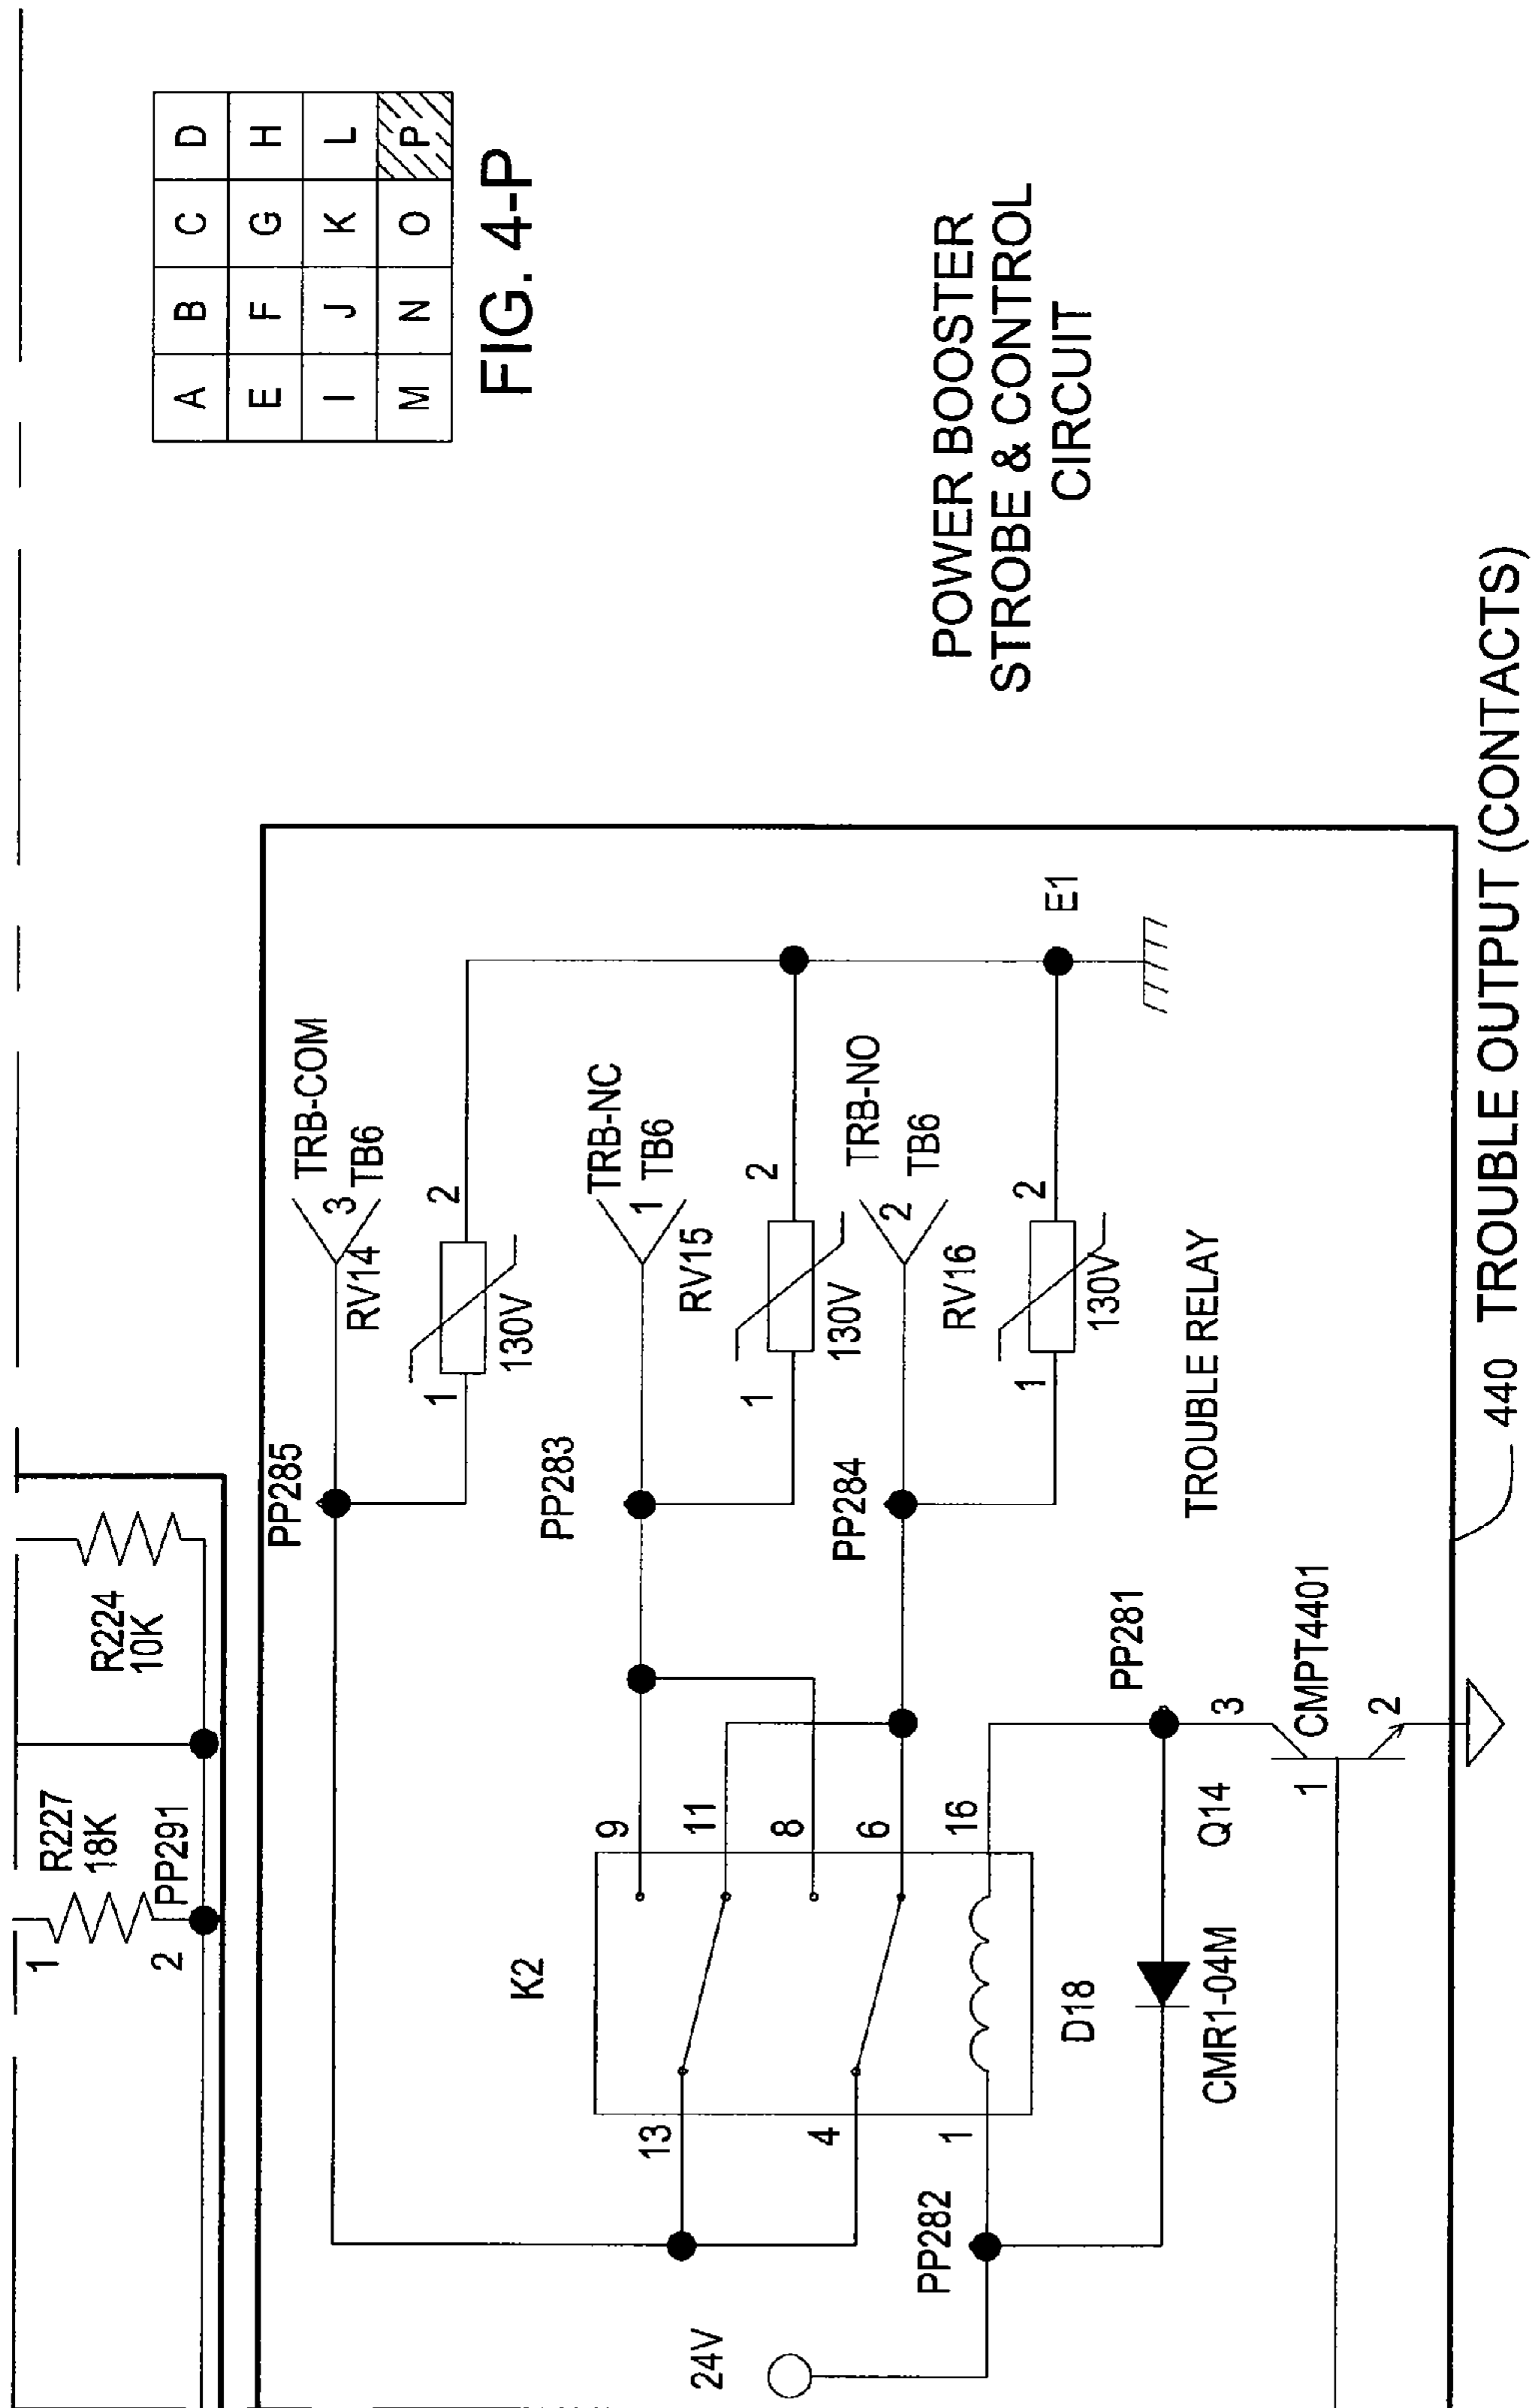 A B C D
E F G H
I J K L
M N O P
FIG. 4-P
POWER BOOSTER
STROBE & CONTROL
CIRCUIT
1
R227
18K
2
PP291
R224
10K
PP285
TRB-COM
3
TB6
RV14
1
2
130V
PP283
TRB-NC
1
TB6
RV15
1
2
130V
PP284
TRB-NO
2
TB6
RV16
1
2
130V
E1
K2
13
9
11
8
4
6
1
16
24V
PP282
D18
CMR1-04M
PP281
Q14
3
1
2
CMPT4401
TROUBLE RELAY
440 TROUBLE OUTPUT (CONTACTS)